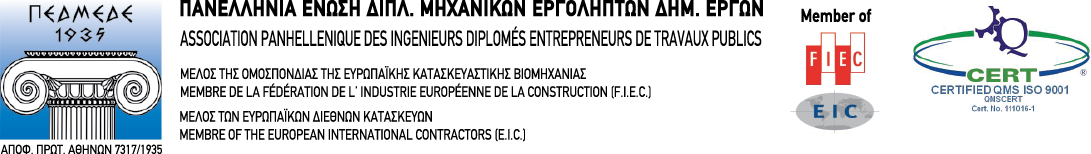 ΠΕΔΜΕΔΕ
1935
ΑΠΟΦ. ΠΡΩΤ. ΑΘΗΝΩΝ 7317/1935
ΠΑΝΕΛΛΗΝΙΑ ΕΝΩΣΗ ΔΙΠΛ. ΜΗΧΑΝΙΚΩΝ ΕΡΓΟΛΗΠΤΩΝ ΔΗΜ. ΕΡΓΩΝ
ASSOCIATION PANHELLENIQUE DES INGENIEURS DIPLOMÉS ENTREPRENEURS DE TRAVAUX PUBLICS
ΜΕΛΟΣ ΤΗΣ ΟΜΟΣΠΟΝΔΙΑΣ ΤΗΣ ΕΥΡΩΠΑΪΚΗΣ ΚΑΤΑΣΚΕΥΑΣΤΙΚΗΣ ΒΙΟΜΗΧΑΝΙΑΣ
MEMBRE DE LA FÉDÉRATION DE L' INDUSTRIE EUROPÉENNE DE LA CONSTRUCTION (F.I.E.C.)
ΜΕΛΟΣ ΤΩΝ ΕΥΡΩΠΑΪΚΩΝ ΔΙΕΘΝΩΝ ΚΑΤΑΣΚΕΥΩΝ
MEMBRE OF THE EUROPEAN INTERNATIONAL CONTRACTORS (E.I.C.)
Member of
FIEC
EIC
Q
CERT ®
CERTIFIED QMS ISO 9001
QMSCERT
Cert. No. 111016-1